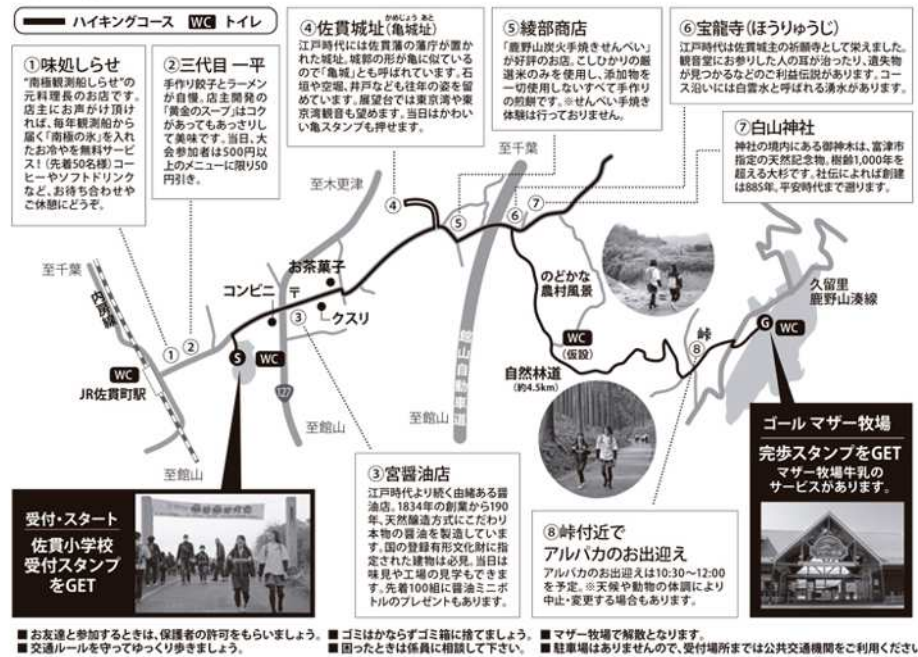 ハイキングコース WC トイレ
①味処しらせ
“南極観測船しらせ”の
元料理長のお店です。
店主にお声がけ頂け
れば、毎年観測船から
届く「南極の氷」を入れ
たお冷やを無料サービ
ス!(先着50名様)コー
ヒーやソフトドリンク
など、お待ち合わせや
ご休憩にどうぞ。
②三代目 一平
手作り餃子とラーメン
が自慢。店主開発の
「黄金のスープ」はコク
があってもあっさりし
て美味です。当日、大
会参加者は500円以上
のメニューに限り50
円引き。
かめじょう あと
④佐貫城址(亀城址)
江戸時代には佐貫藩の藩庁が置か
れた城址。城郭の形が亀に似ている
ので「亀城」とも呼ばれています。石
垣や空堀、井戸なども往年の姿を留
めています。展望台では東京湾や東
京湾観音も望めます。当日はかわい
い亀スタンプも押せます。
⑤綾部商店
「鹿野山炭火手焼きせんべい」
が好評のお店。こしひかりの厳
選米のみを使用し、添加物を
一切使用しないすべて手作り
の煎餅です。※せんべい手焼き
体験は行っておりません。
⑥宝龍寺(ほうりゅうじ)
江戸時代は佐貫城主の祈願寺として栄えました。
観音堂にお参りした人の耳が治ったり、遺失物
が見つかるなどのご利益伝説があります。コー
ス沿いには白雲水と呼ばれる湧水があります。
⑦白山神社
神社の境内にある御神木は、富津市
指定の天然記念物。樹齢1,000年を
超える大杉です。社伝によれば創建
は885年。平安時代まで遡ります。
至千葉
至木更津
④
⑤
⑥
⑦
至千葉
内房線
お茶菓子
コンビニ
〒
③
クスリ
①
②
S
WC
WC
JR佐貫町駅
127
至館山
至館山
館山自動車道
至館山
のどかな
農村風景
WC
(仮設)
自然林道
(約4.5km)
峠
⑧
G
WC
久留里
鹿野山湊線
受付・スタート
佐貫小学校
受付スタンプ
をGET
③宮醤油店
江戸時代より続く由緒ある醤
油店。1834年の創業から190
年、天然醸造方式にこだわり
本物の醤油を製造していま
す。国の登録有形文化財に指
定された建物は必見。当日は
味見や工場の見学もできま
す。先着100組に醤油ミニボ
トルのプレゼントもあります。
⑧峠付近で
アルパカのお出迎え
アルパカのお出迎えは10:30〜12:00
を予定。※天候や動物の体調により
中止・変更する場合もあります。
ゴール マザー牧場
完歩スタンプをGET
マザー牧場牛乳の
サービスがあります。
■ お友達と参加するときは、保護者の許可をもらいましょう。 ■ ゴミはかならずゴミ箱に捨てましょう。 ■ マザー牧場で解散となります。
■ 交通ルールを守ってゆっくり歩きましょう。 ■ 困ったときは係員に相談して下さい。 ■ 駐車場はありませんので、受付場所までは公共交通機関をご利用くださ